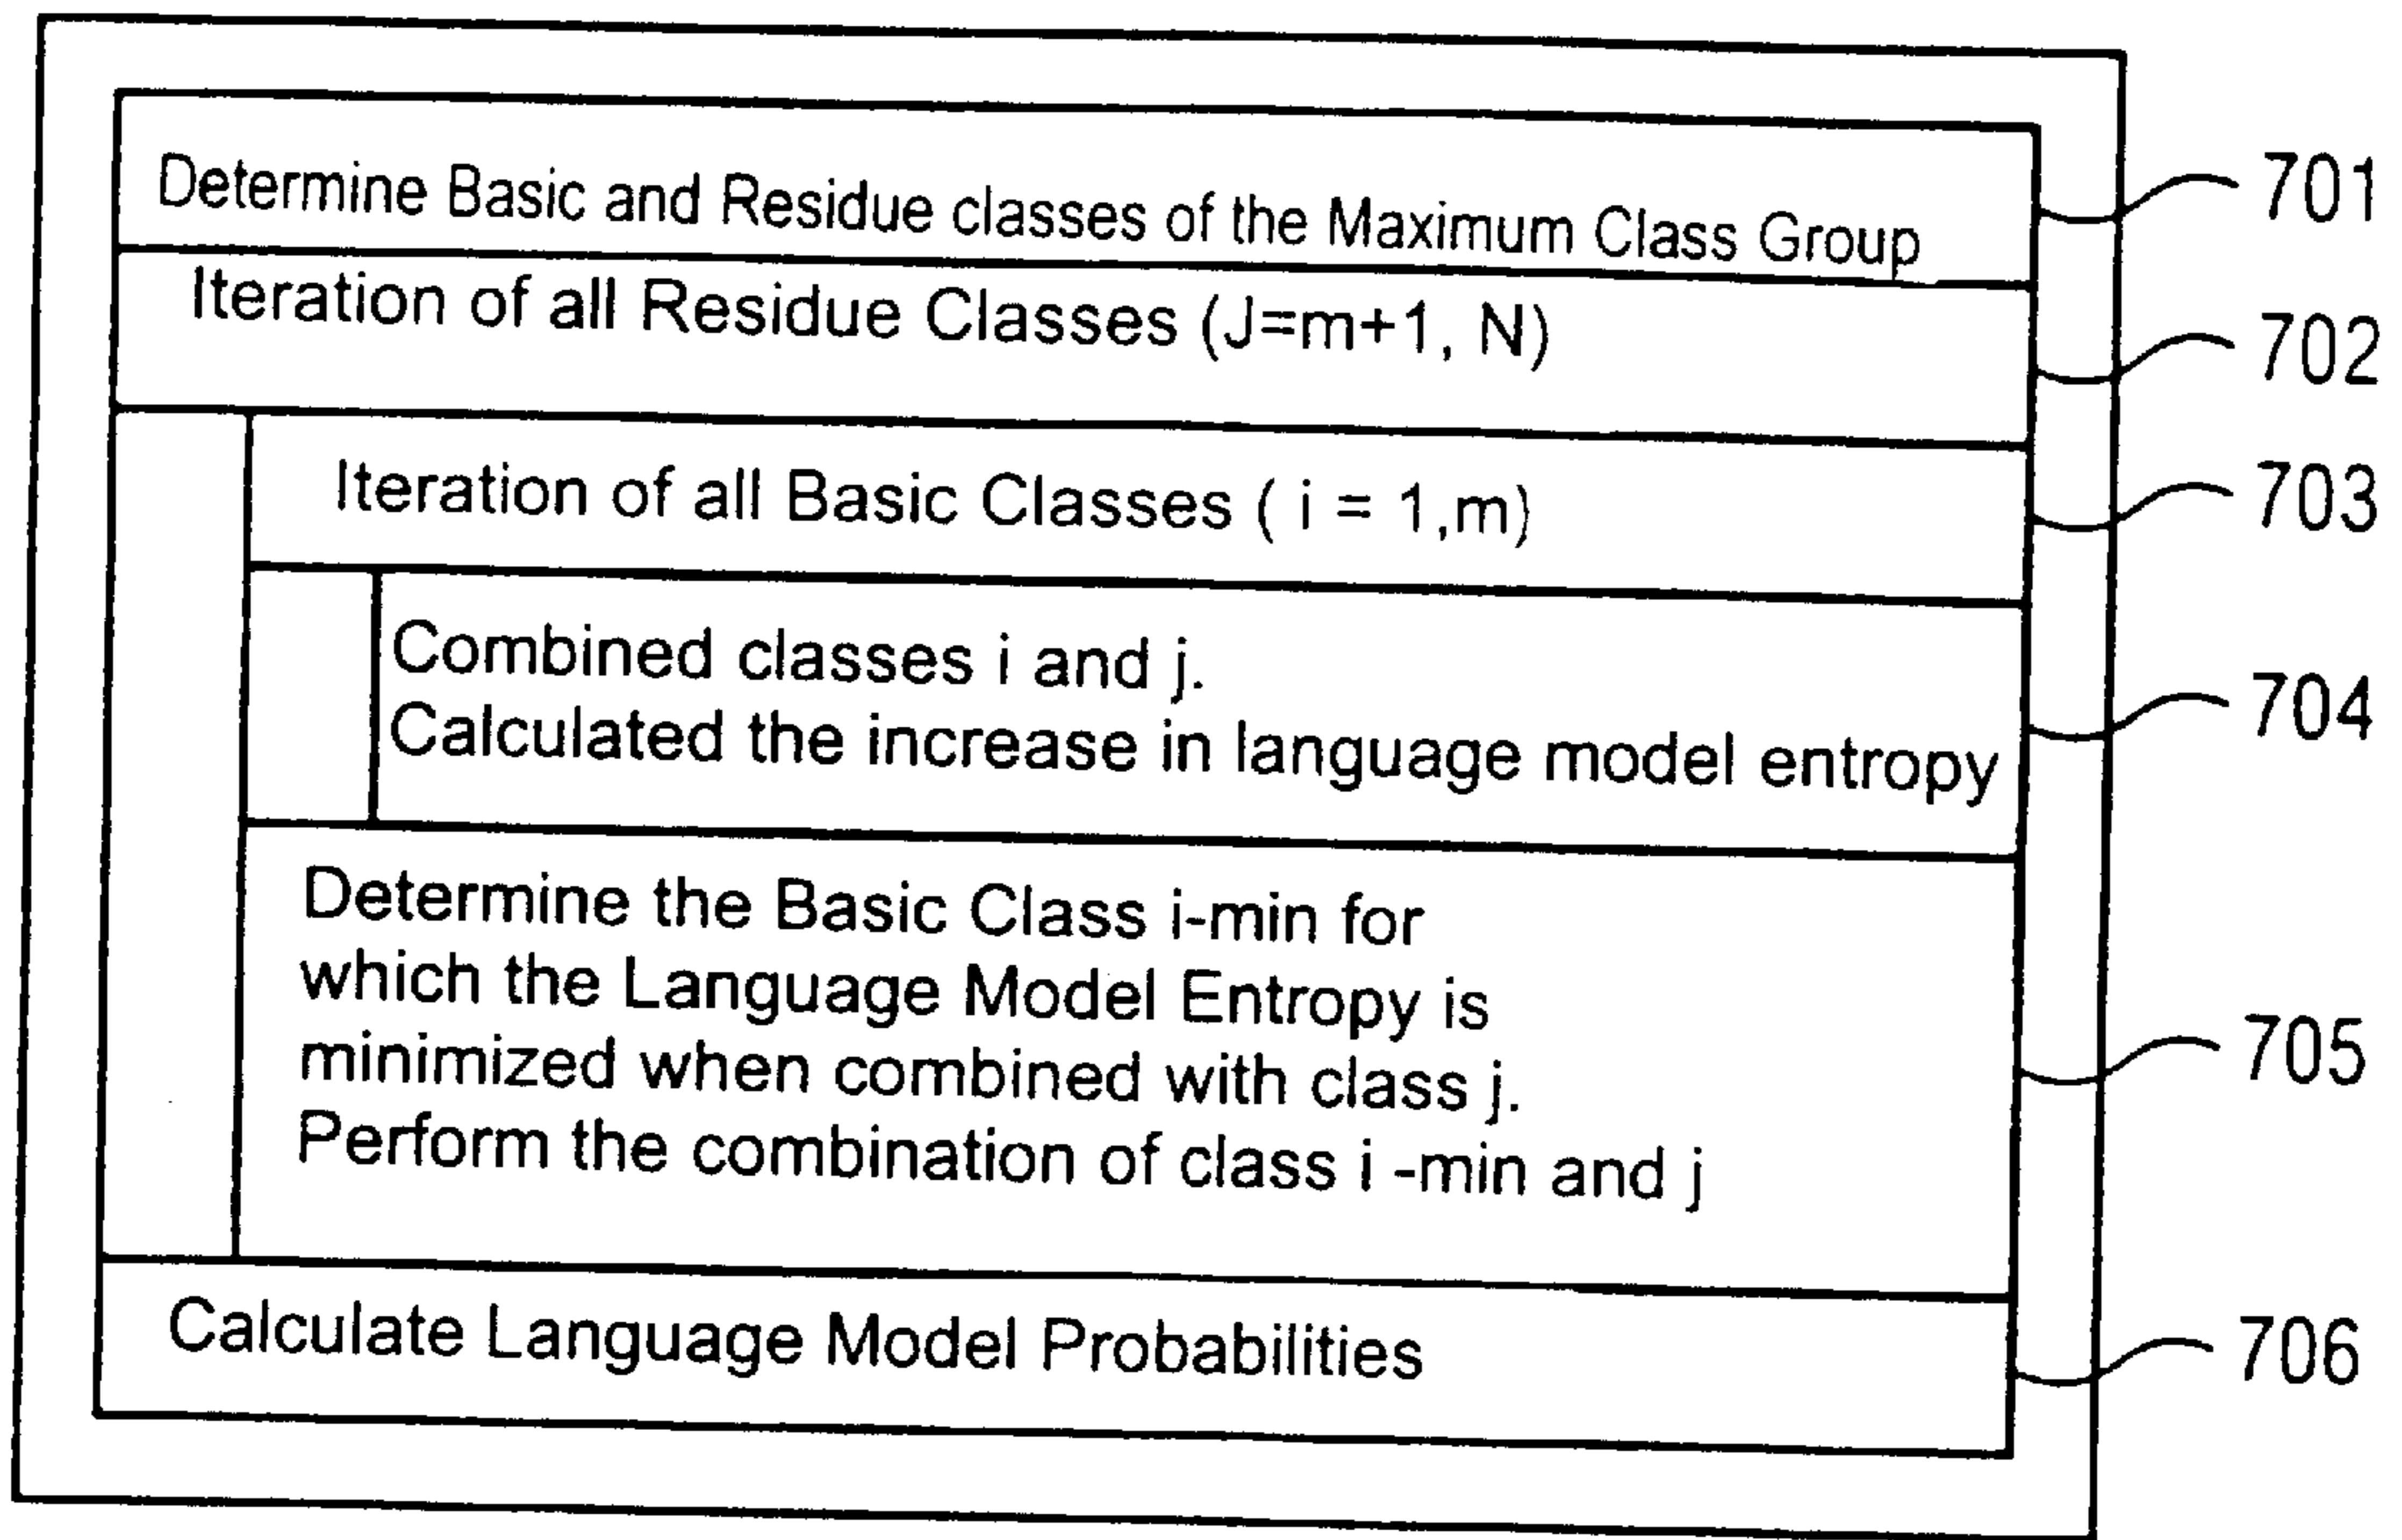 Determine Basic and Residue classes of the Maximum Class Group
701
Iteration of all Residue Classes (J=m+1, N)
702
Iteration of all Basic Classes ( i = 1,m)
703
Combined classes i and j.
Calculated the increase in language model entropy
704
Determine the Basic Class i-min for
which the Language Model Entropy is
minimized when combined with class j.
Perform the combination of class i -min and j
705
Calculate Language Model Probabilities
706